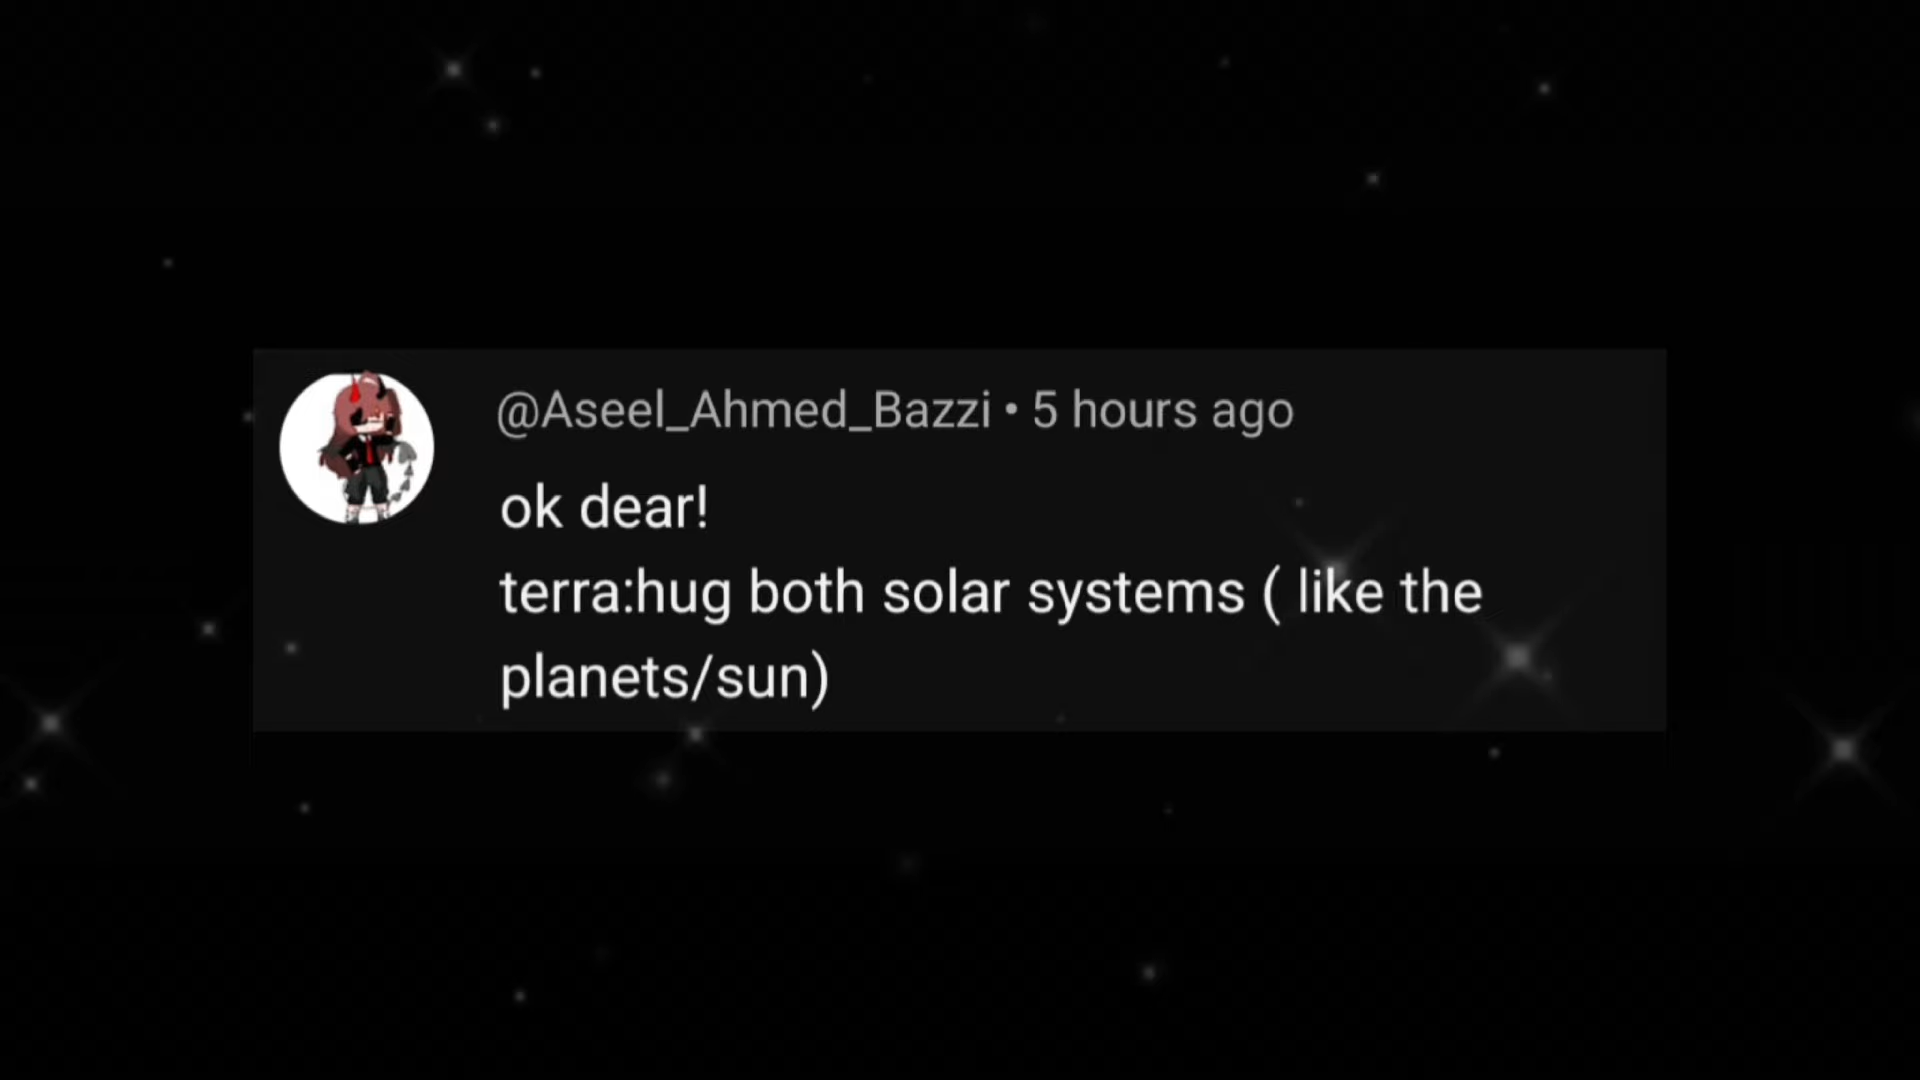 @Aseel_Ahmed_Bazzi • 5 hours ago
ok dear!
terra:hug both solar systems ( like the
planets/sun)